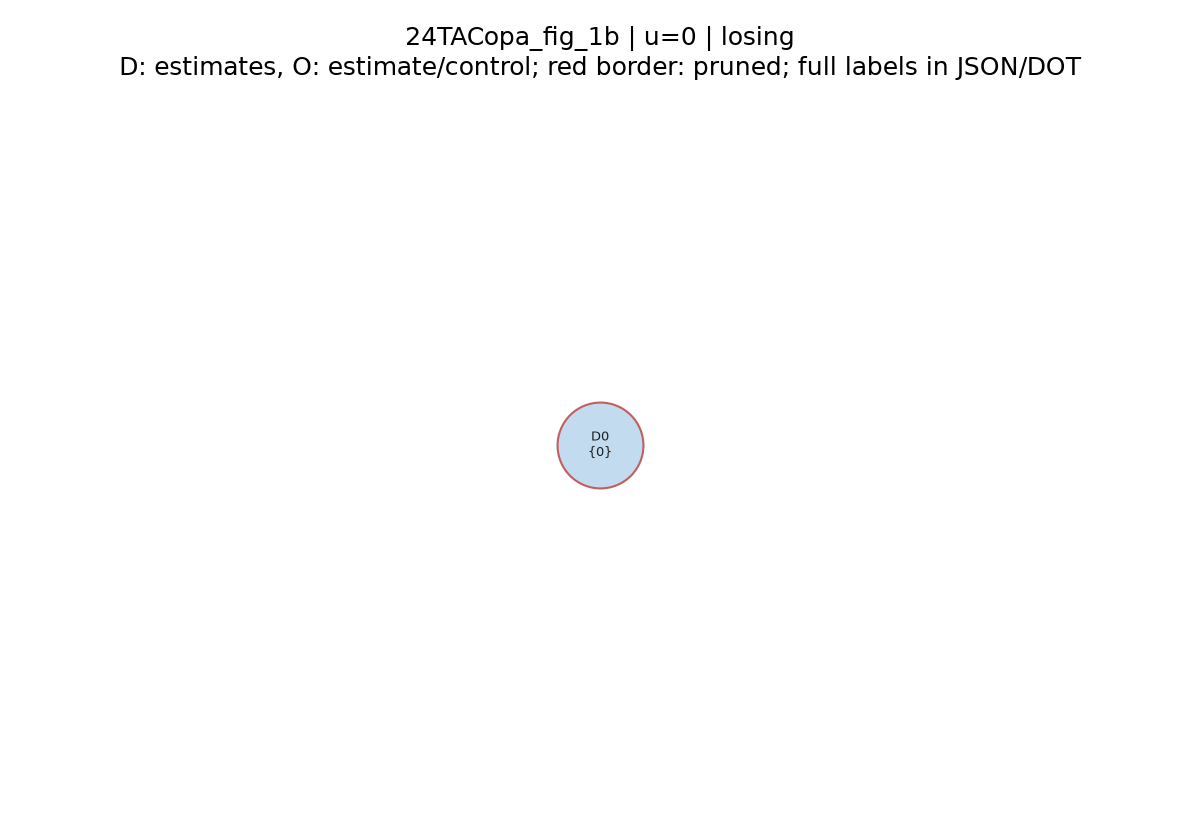 24TACopa_fig_1b | u=0 | losing
D: estimates, O: estimate/control; red border: pruned; full labels in JSON/DOT
D0
{0}